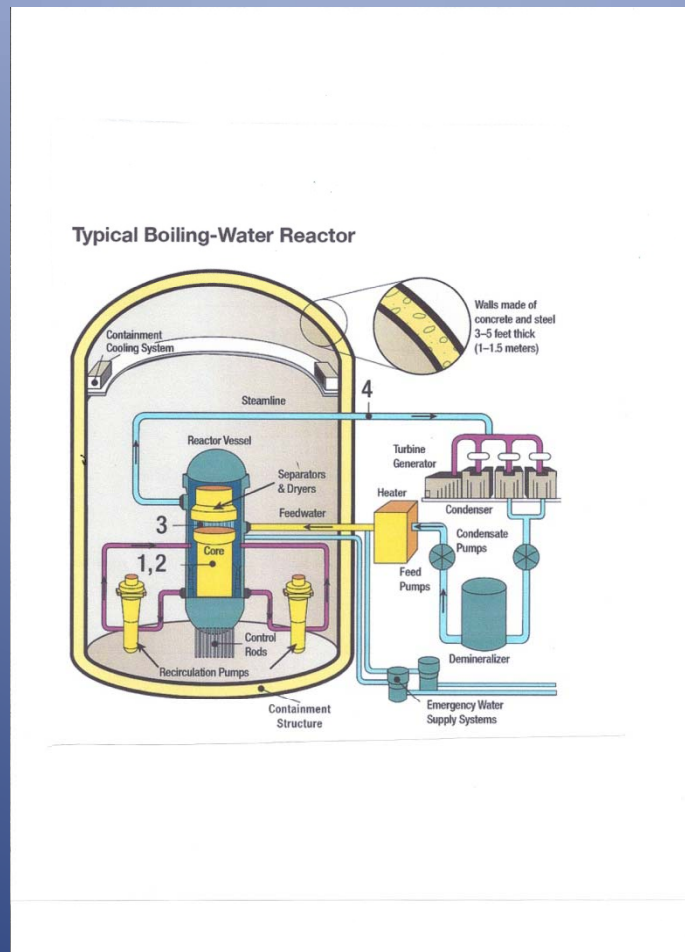 Typical Boiling-Water Reactor
Walls made of
concrete and steel
3–5 feet thick
(1–1.5 meters)
Containment
Cooling System
Steamline
4
Reactor Vessel
Turbine
Generator
Separators
& Dryers
Heater
Condenser
Feedwater
3
Condensate
Pumps
Core
1,2
Feed
Pumps
Control
Rods
Demineralizer
Recirculation Pumps
Emergency Water
Supply Systems
Containment
Structure